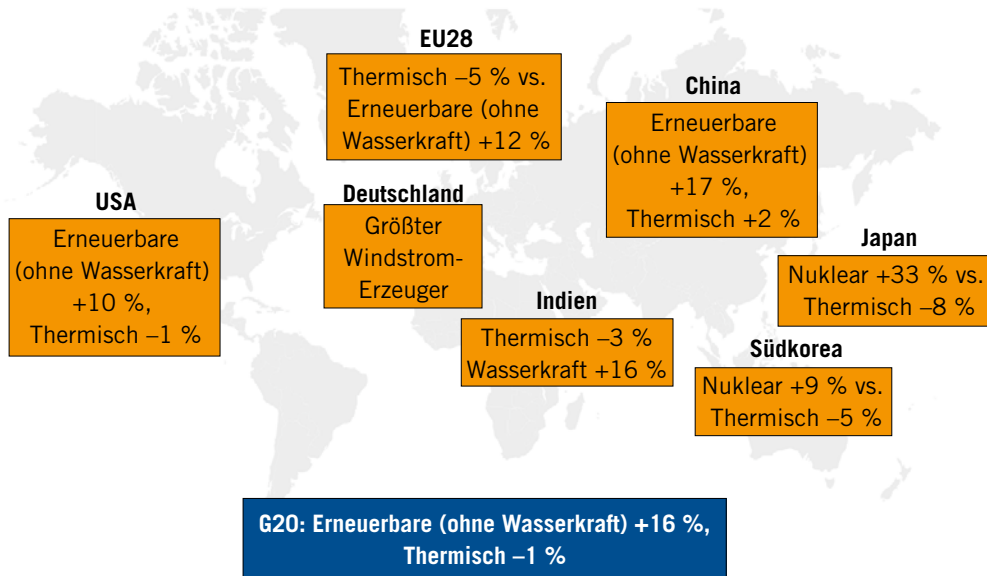 EU28
Thermisch –5 % vs.
Erneuerbare (ohne
Wasserkraft) +12 %
China
Erneuerbare
(ohne Wasserkraft)
+17 %,
Thermisch +2 %
USA
Erneuerbare
(ohne Wasserkraft)
+10 %,
Thermisch –1 %
Deutschland
Größter
Windstrom-
Erzeuger
Japan
Nuklear +33 % vs.
Thermisch –8 %
Indien
Thermisch –3 %
Wasserkraft +16 %
Südkorea
Nuklear +9 % vs.
Thermisch –5 %
G20: Erneuerbare (ohne Wasserkraft) +16 %,
Thermisch –1 %